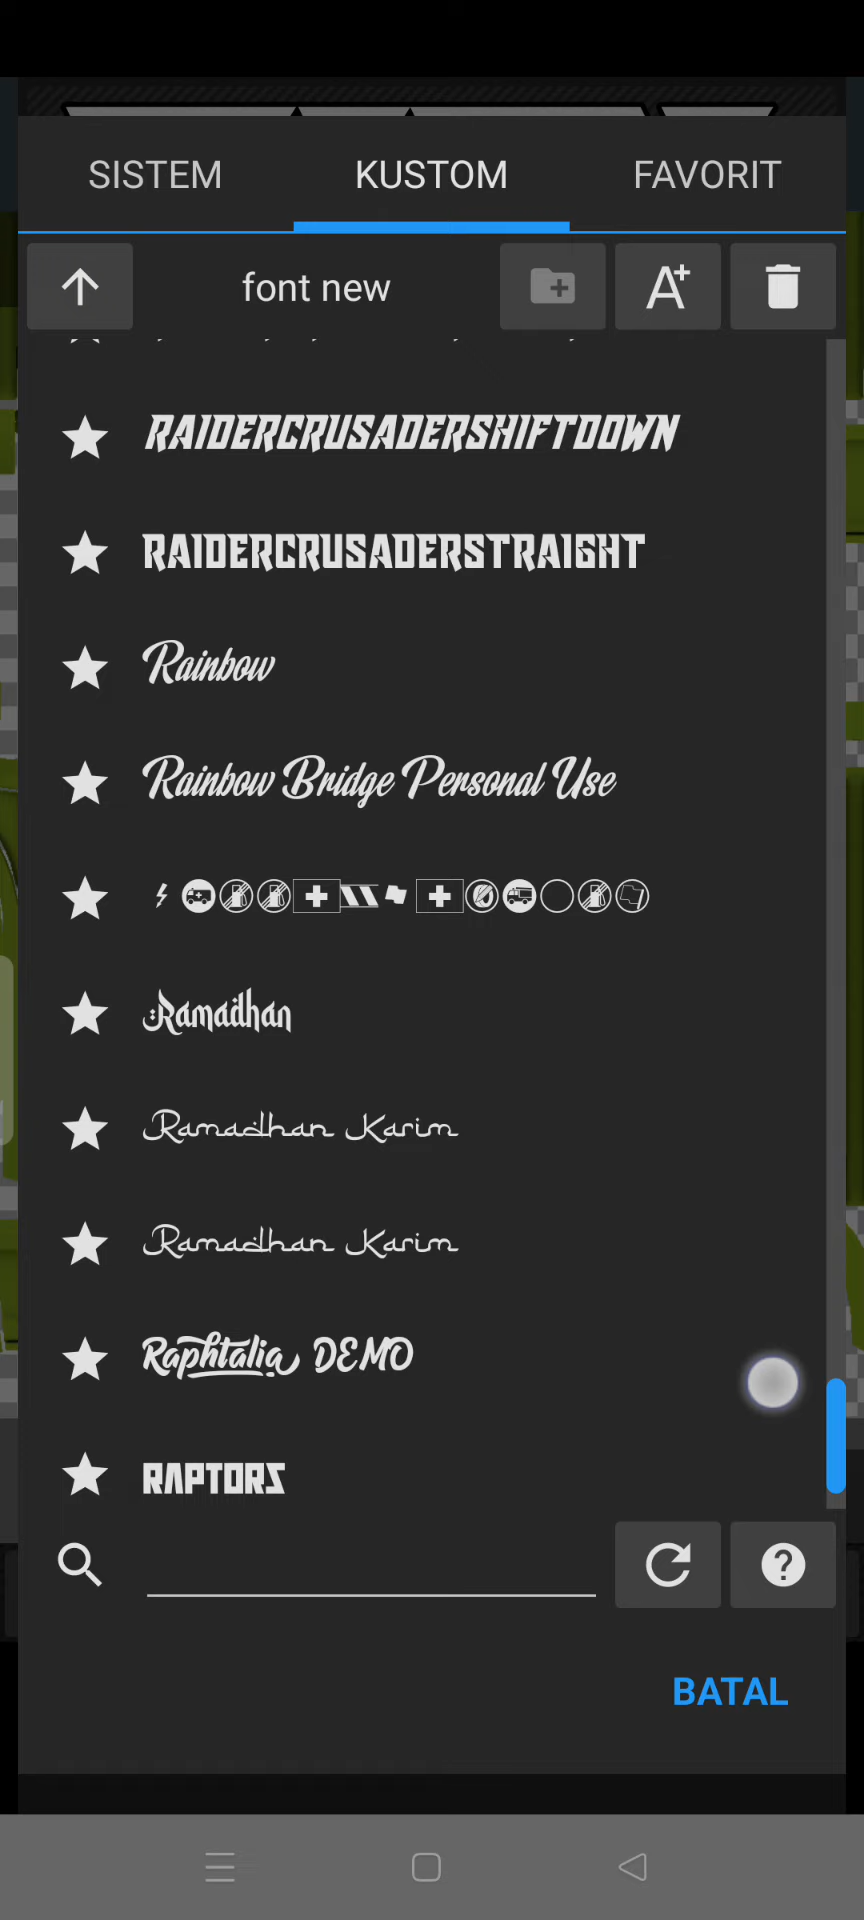 SISTEM
KUSTOM
FAVORIT
font new
RAIDERCRUSADERSHIFTDOWN
RAIDERCRUSADERSTRAIGHT
Rainbow
Rainbow Bridge Personal Use
Ramadhan
Ramadhan Karim
Ramadhan Karim
Raphtalia DEMO
RAPTORS
BATAL